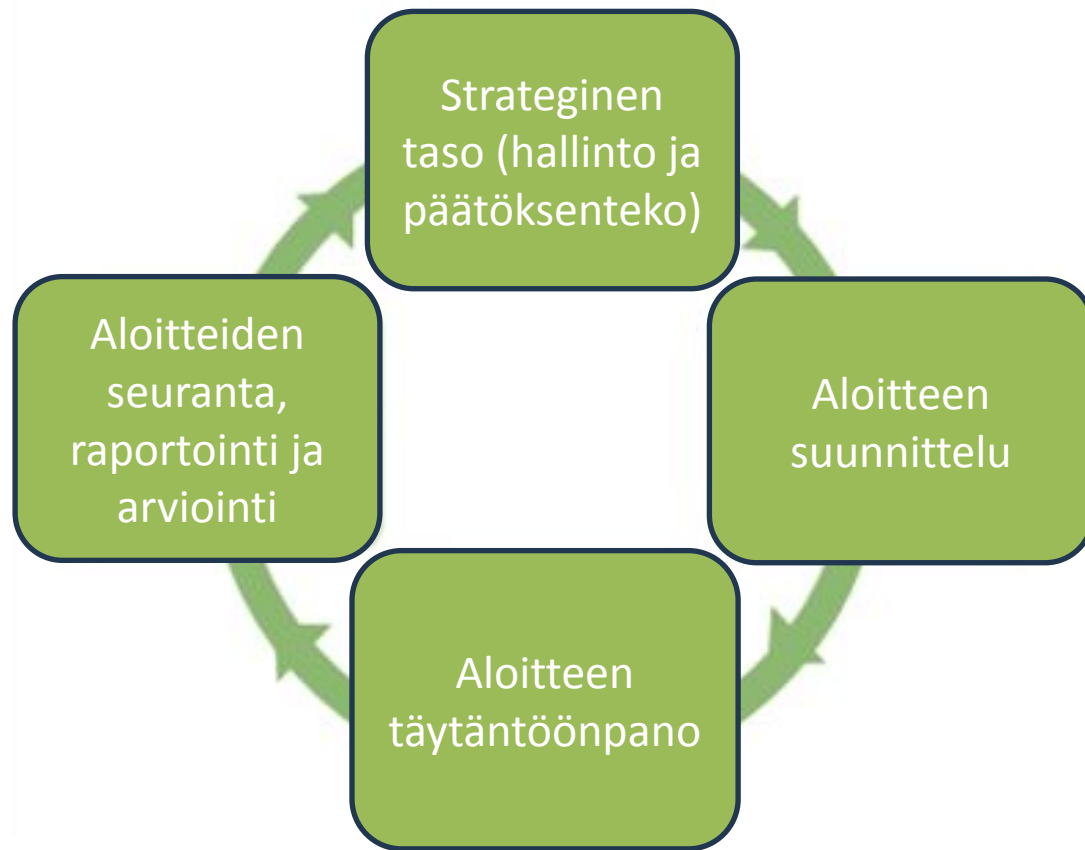 Strateginen
taso (hallinto ja
päätöksenteko)
Aloitteiden
seuranta,
raportointi ja
arviointi
Aloitteen
suunnittelu
Aloitteen
täytäntöönpano